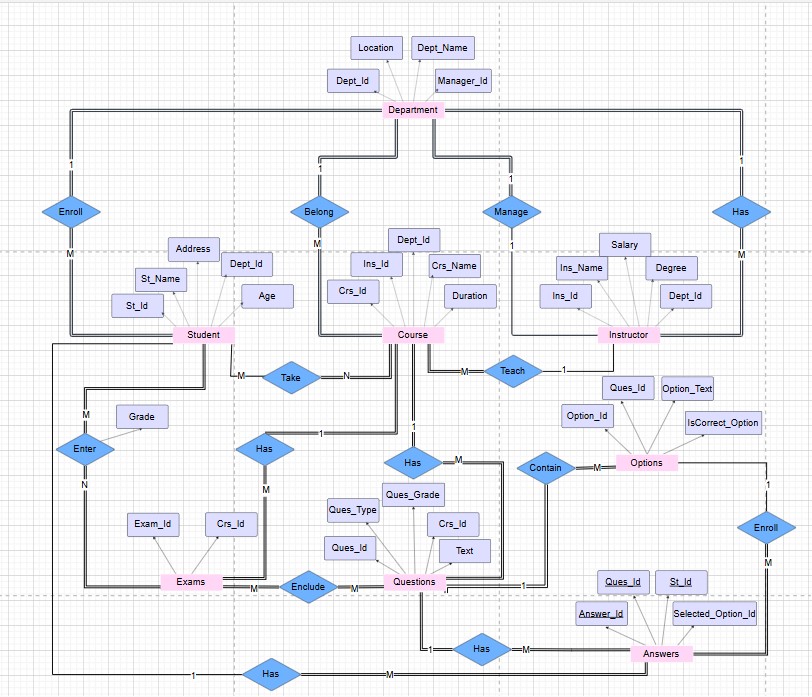 Location
Dept_Name
Dept_Id
Manager_Id
Department
1
1
1
1
Enroll
Belong
Manage
Has
M
M
1
M
Dept_Id
Salary
Address
Dept_Id
Ins_Id
Crs_Name
Ins_Name
Degree
St_Name
Crs_Id
Duration
Ins_Id
Dept_Id
St_Id
Age
Student
Course
Instructor
M
Take
N
M
Teach
1
Ques_Id
Option_Text
M
Grade
Option_Id
IsCorrect_Option
1
1
Enter
Has
Has
M
Contain
M
Options
N
M
1
Ques_Grade
Ques_Type
Crs_Id
Exam_Id
Crs_Id
Enroll
Ques_Id
Text
M
Exams
M
Include
M
Questions
1
Ques_Id
St_Id
Answer_Id
Selected_Option_Id
1
Has
M
Answers
1
Has
M